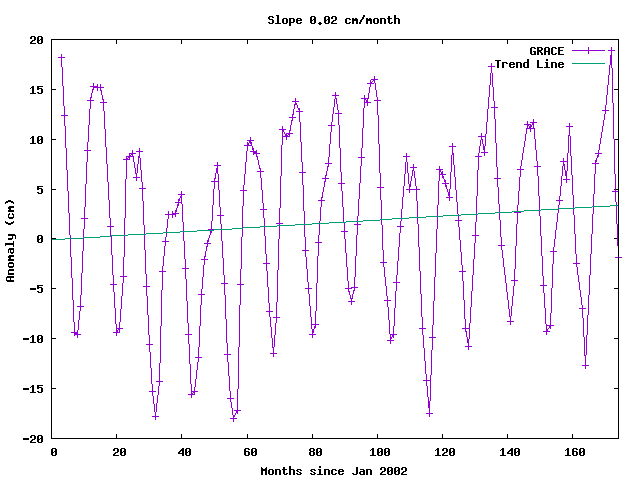 Slope 0.02 cm/month
GRACE
Trend Line
20
15
10
5
0
-5
-10
-15
-20
Anomaly (cm)
0 20 40 60 80 100 120 140 160
Months since Jan 2002